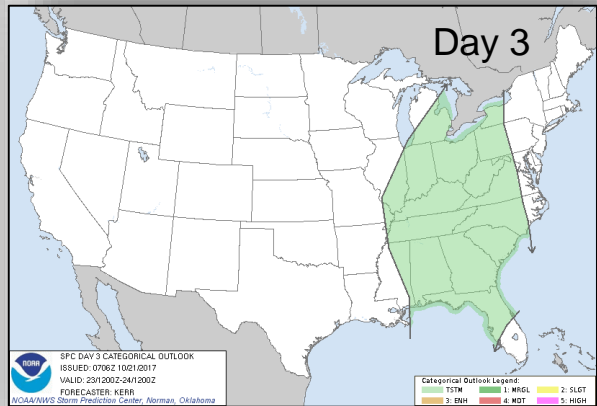 Day 3
NOAA
SPC DAY 3 CATEGORICAL OUTLOOK
ISSUED: 0706Z 10/21/2017
VALID: 23/1200Z-24/1200Z
FORECASTER: KERR
NOAA/NWS Storm Prediction Center, Norman, Oklahoma
Categorical Outlook Legend:
TSTM 1: MRGL 2: SLGT
3: ENH 4: MDT 5: HIGH